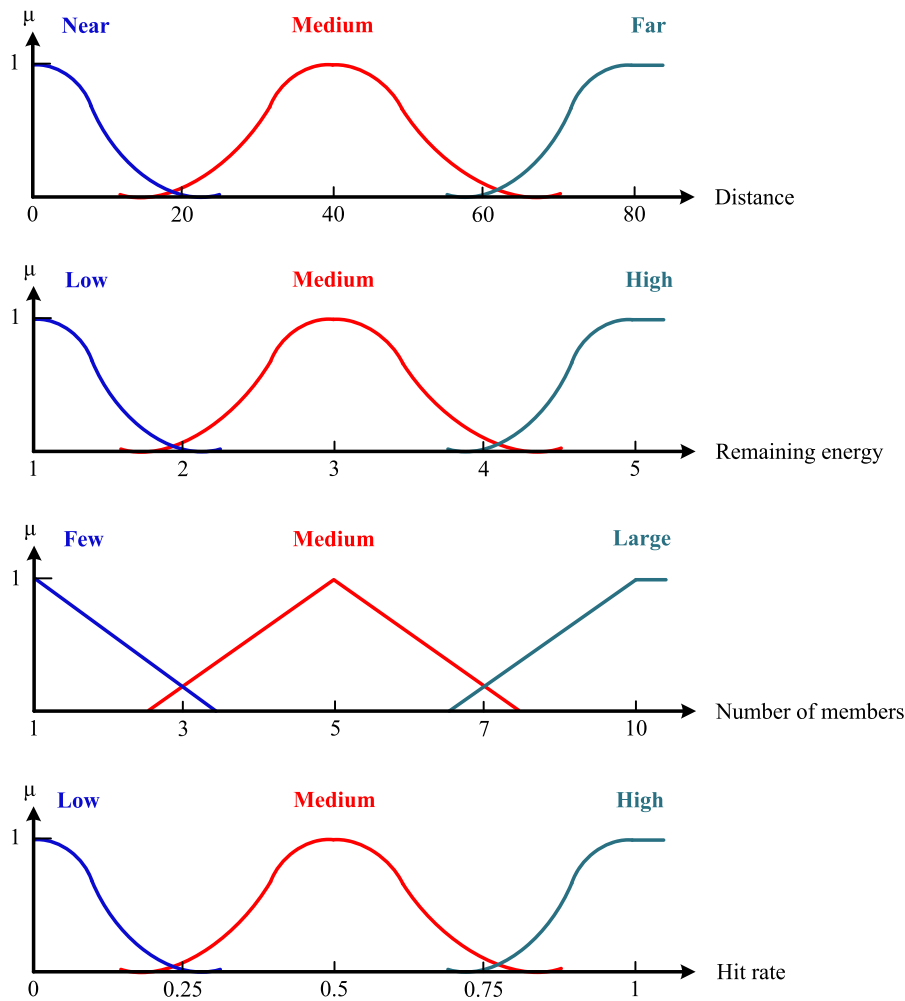 μ
Near Medium Far
1
0 20 40 60 80 Distance
μ
Low Medium High
1
1 2 3 4 5 Remaining energy
μ
Few Medium Large
1
1 3 5 7 10 Number of members
μ
Low Medium High
1
0 0.25 0.5 0.75 1 Hit rate